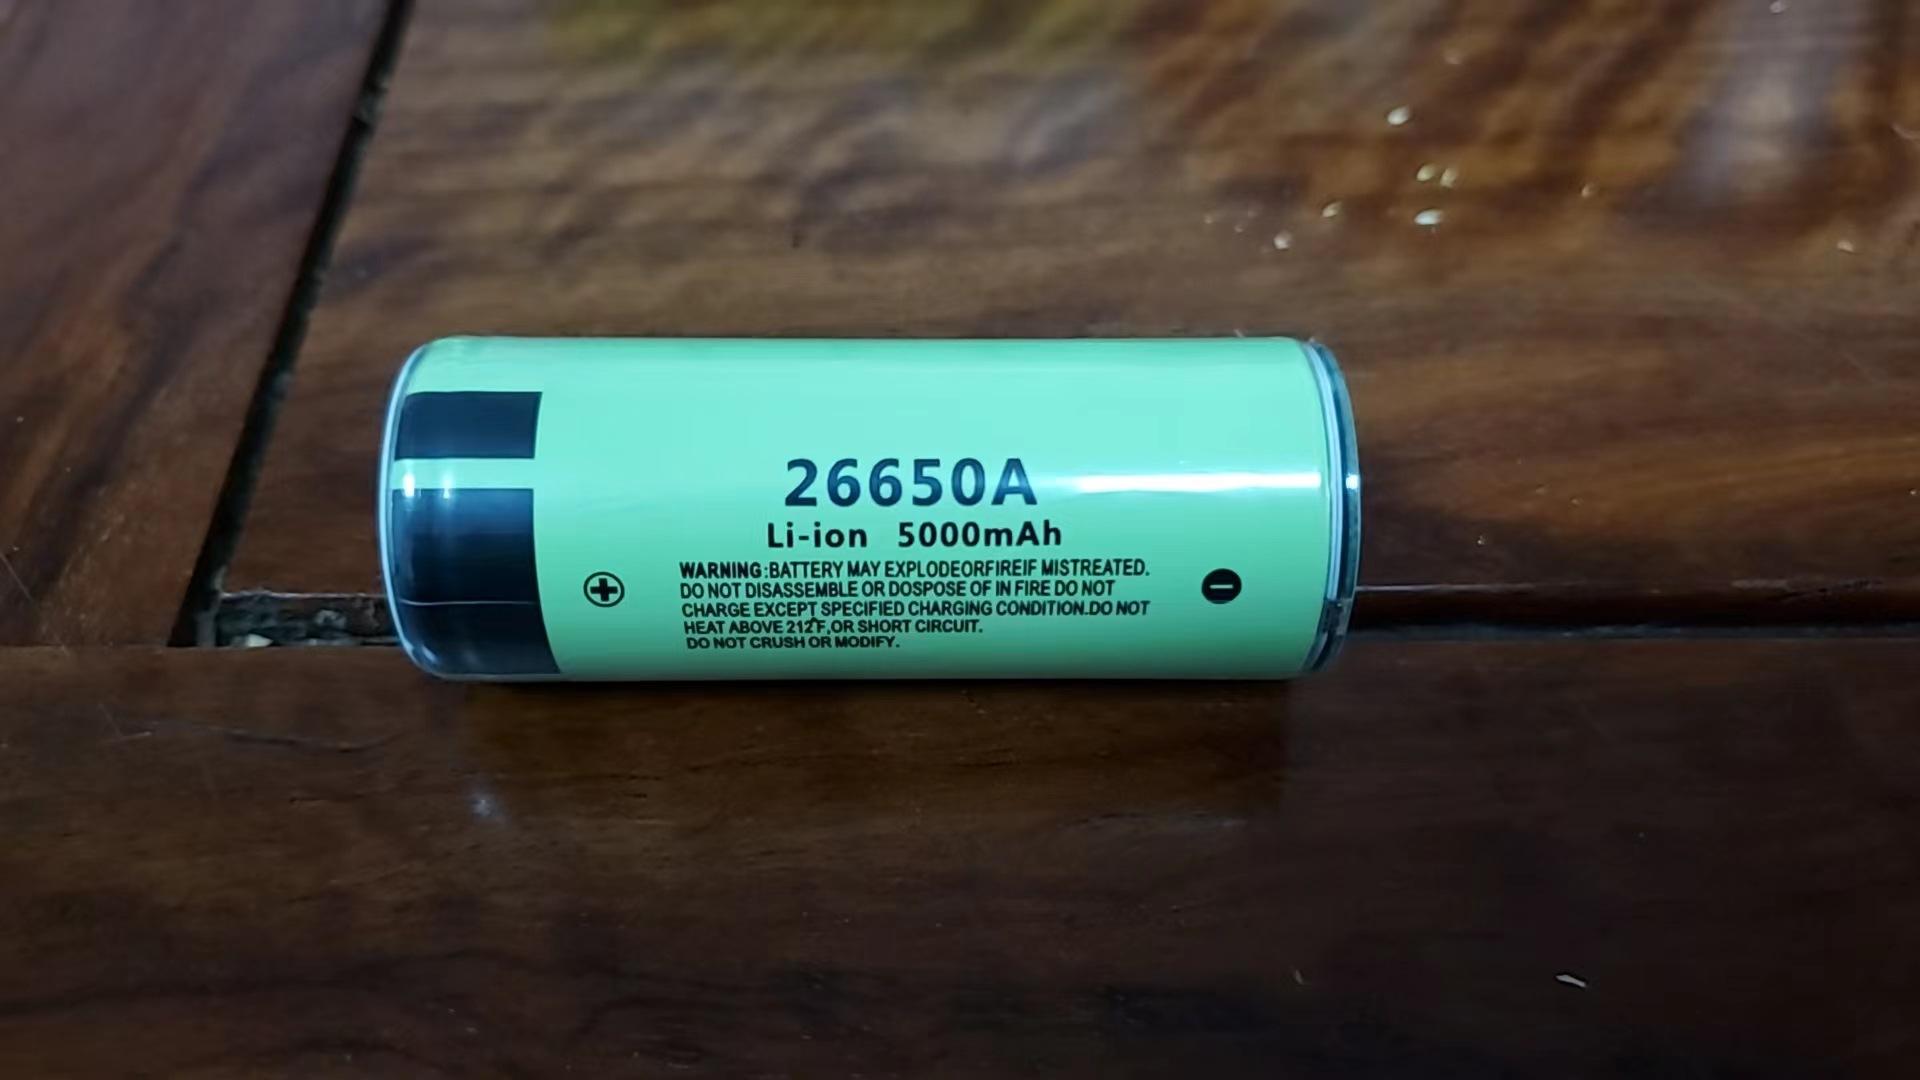 26650A
Li-ion 5000mAh
WARNING:BATTERY MAY EXPLODEORFIREIF MISTREATED.
DO NOT DISASSEMBLE OR DOSPOSE OF IN FIRE DO NOT
CHARGE EXCEPT SPECIFIED CHARGING CONDITION.DO NOT
HEAT ABOVE 212°F,OR SHORT CIRCUIT.
DO NOT CRUSH OR MODIFY.